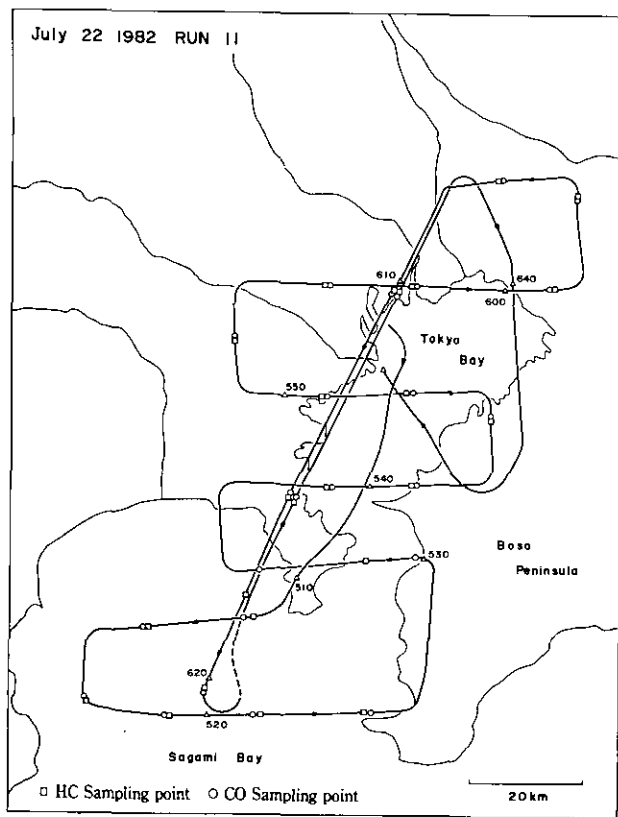 July 22 1982 RUN 11
610
640
600
Tokyo
Bay
550
540
530
Boso
Peninsula
510
620
520
Sagami Bay
□ HC Sampling point ○ CO Sampling point
20km